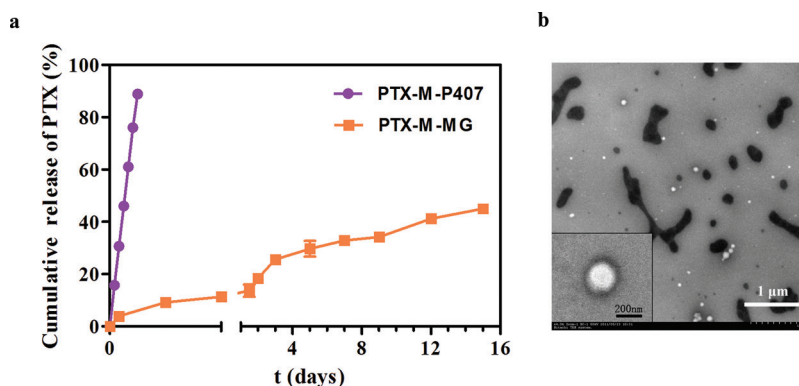 a
b
Cumulative release of PTX (%)
100
80
60
40
20
0
PTX-M-P407
PTX-M-MG
0
4
8
12
16
t (days)
200nm
1 μm